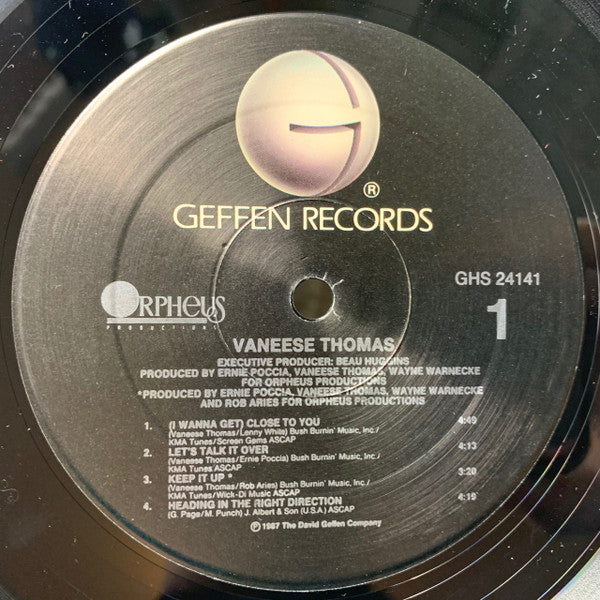 G
®
GEFFEN RECORDS
GHS 24141
ORPHEUS
PRODUCTIONS
1
VANEESE THOMAS
EXECUTIVE PRODUCER: BEAU HUGGINS
PRODUCED BY ERNIE POCCIA, VANEESE THOMAS, WAYNE WARNECKE
FOR ORPHEUS PRODUCTIONS
*PRODUCED BY ERNIE POCCIA, VANEESE THOMAS, WAYNE WARNECKE
AND ROB ARIES FOR ORPHEUS PRODUCTIONS
1. (I WANNA GET) CLOSE TO YOU 4:49
(Vaneese Thomas/Lenny White) Bush Burnin' Music, Inc./
KMA Tunes/Screen Gems ASCAP
2. LET'S TALK IT OVER 4:13
(Vaneese Thomas/Ernie Poccia) Bush Burnin' Music, Inc./
KMA Tunes ASCAP
3. KEEP IT UP * 3:20
(Vaneese Thomas/Rob Aries) Bush Burnin' Music, Inc./
KMA Tunes/Wick-Di Music ASCAP
4. HEADING IN THE RIGHT DIRECTION 4:19
(G. Page/M. Punch) J. Albert & Son (U.S.A.) ASCAP
℗1987 The David Geffen Company